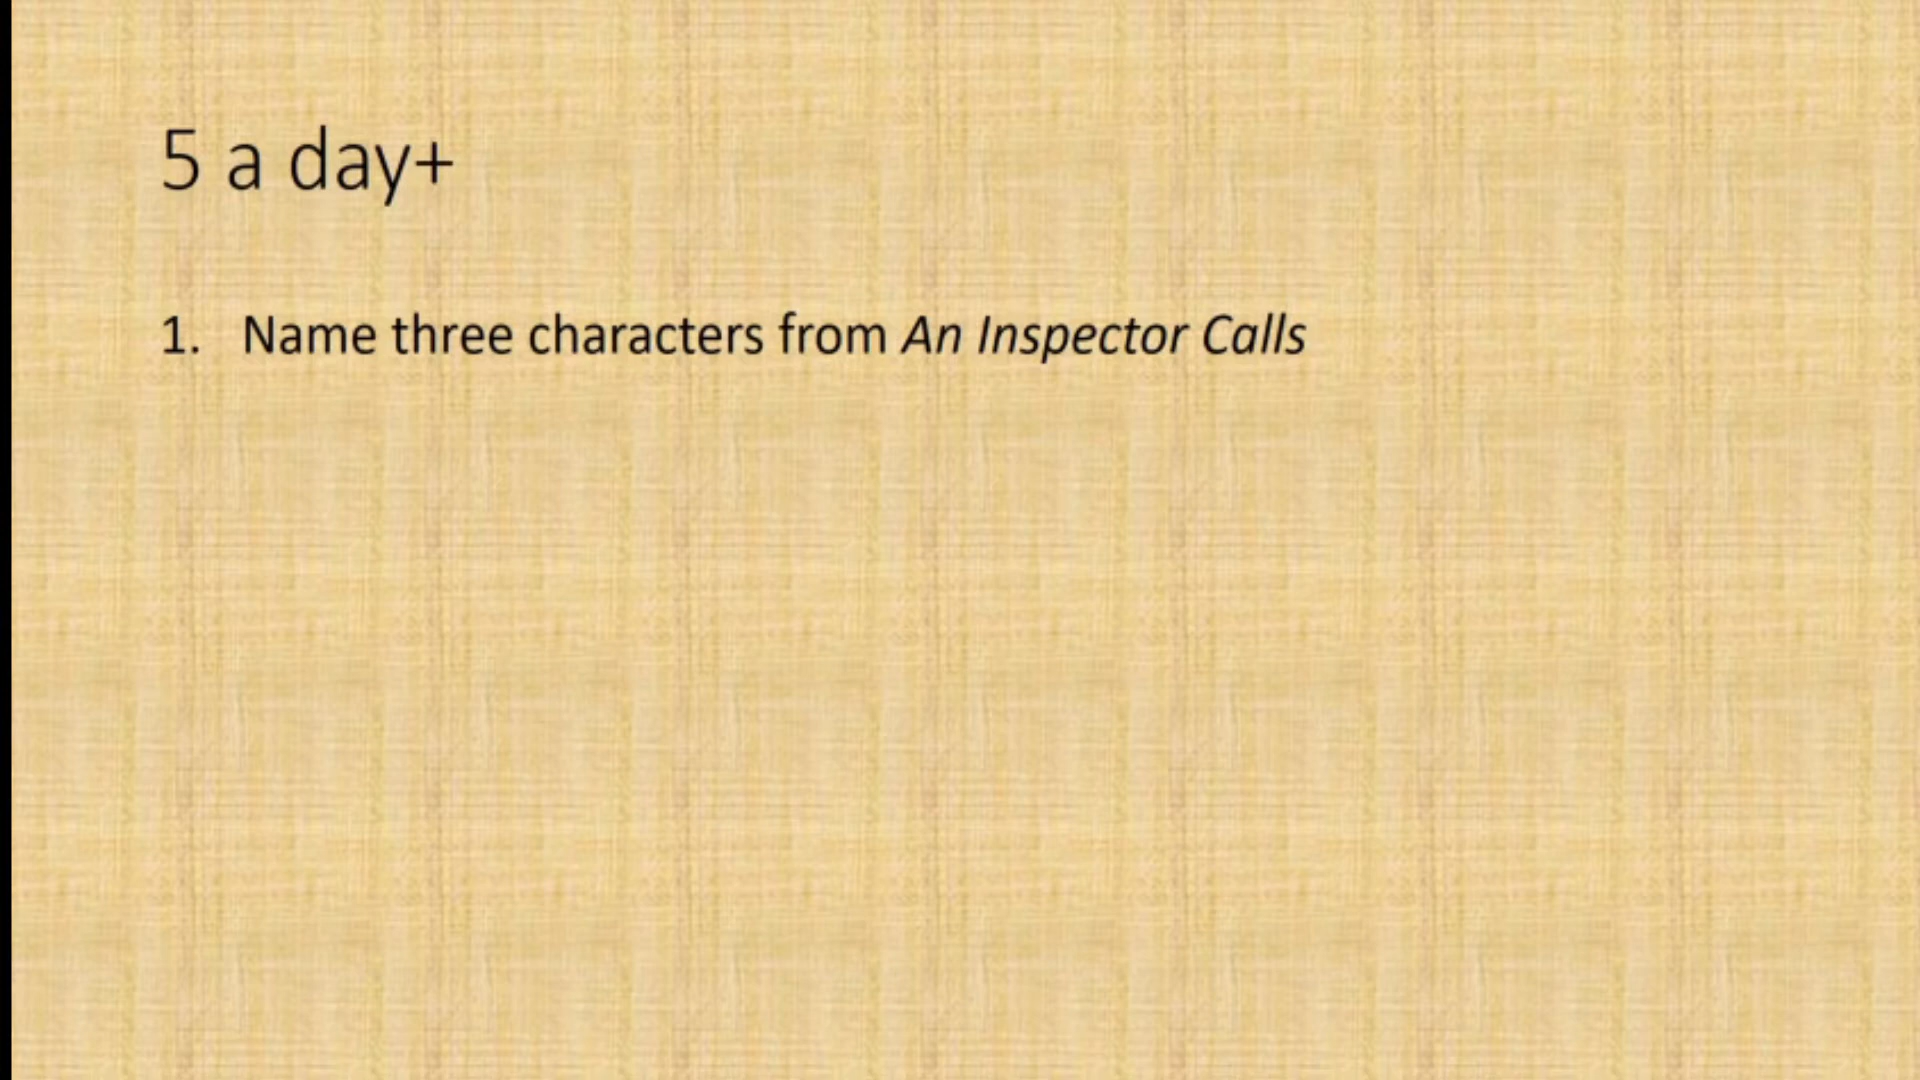 5 a day+
1. Name three characters from An Inspector Calls